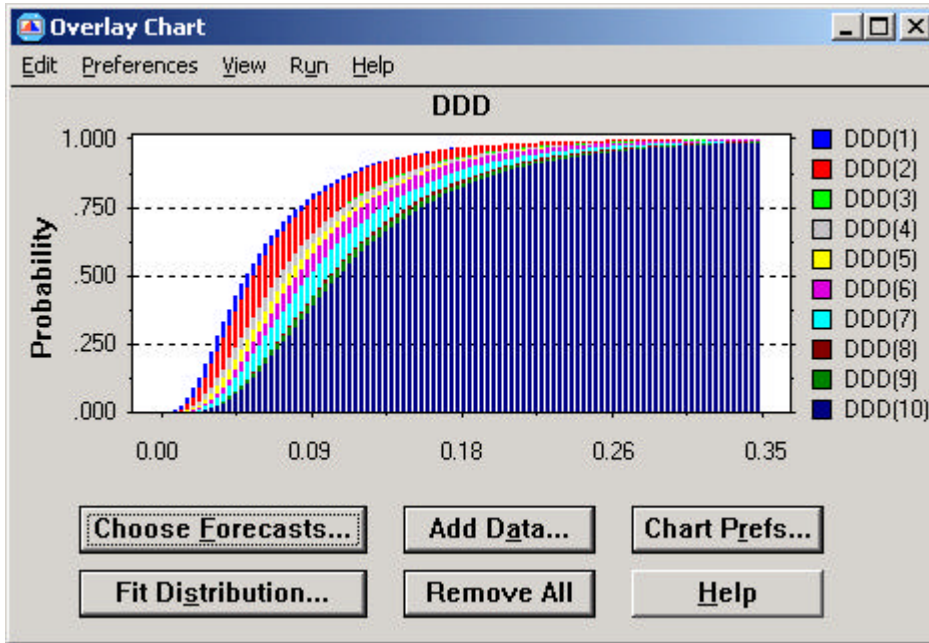 Overlay Chart
Edit Preferences View Run Help
DDD
Probability
1.000
.750
.500
.250
.000
0.00 0.09 0.18 0.26 0.35
DDD(1)
DDD(2)
DDD(3)
DDD(4)
DDD(5)
DDD(6)
DDD(7)
DDD(8)
DDD(9)
DDD(10)
Choose Forecasts... Add Data... Chart Prefs...
Fit Distribution... Remove All Help